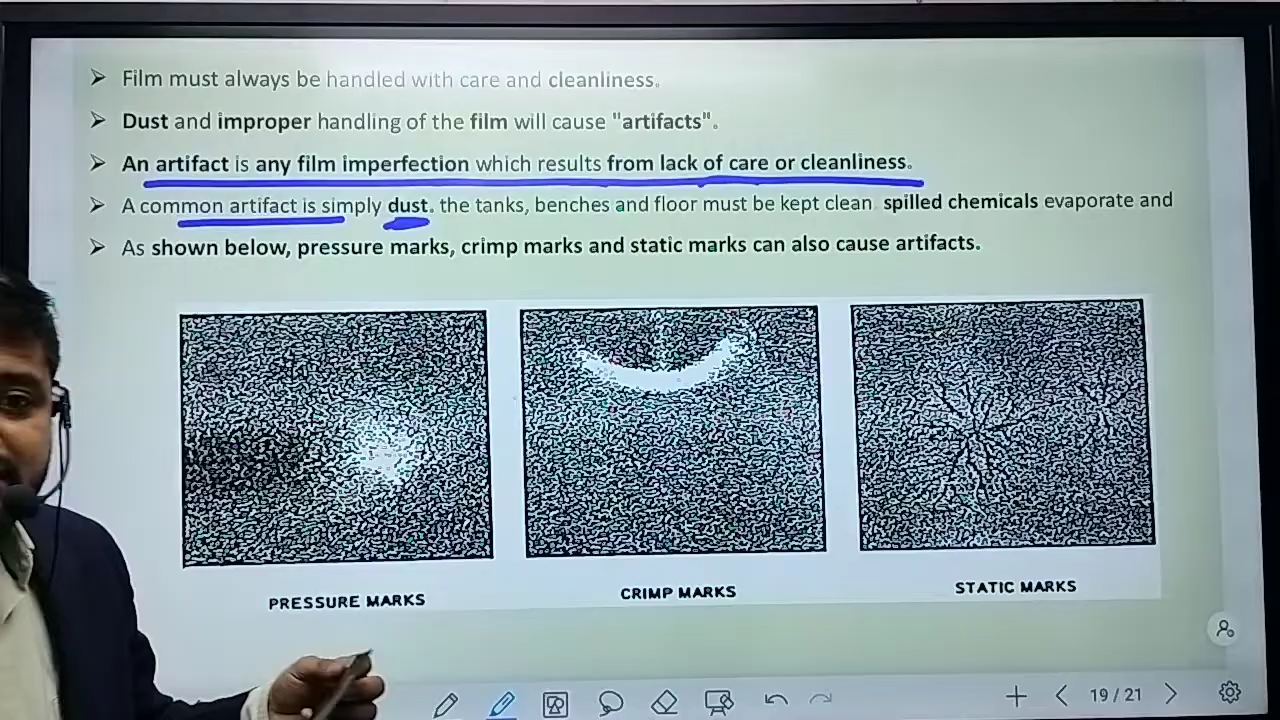 ➢ Film must always be handled with care and cleanliness.
➢ Dust and improper handling of the film will cause "artifacts".
➢ An artifact is any film imperfection which results from lack of care or cleanliness.
➢ A common artifact is simply dust. the tanks, benches and floor must be kept clean spilled chemicals evaporate and
➢ As shown below, pressure marks, crimp marks and static marks can also cause artifacts.
PRESSURE MARKS
CRIMP MARKS
STATIC MARKS
19 / 21